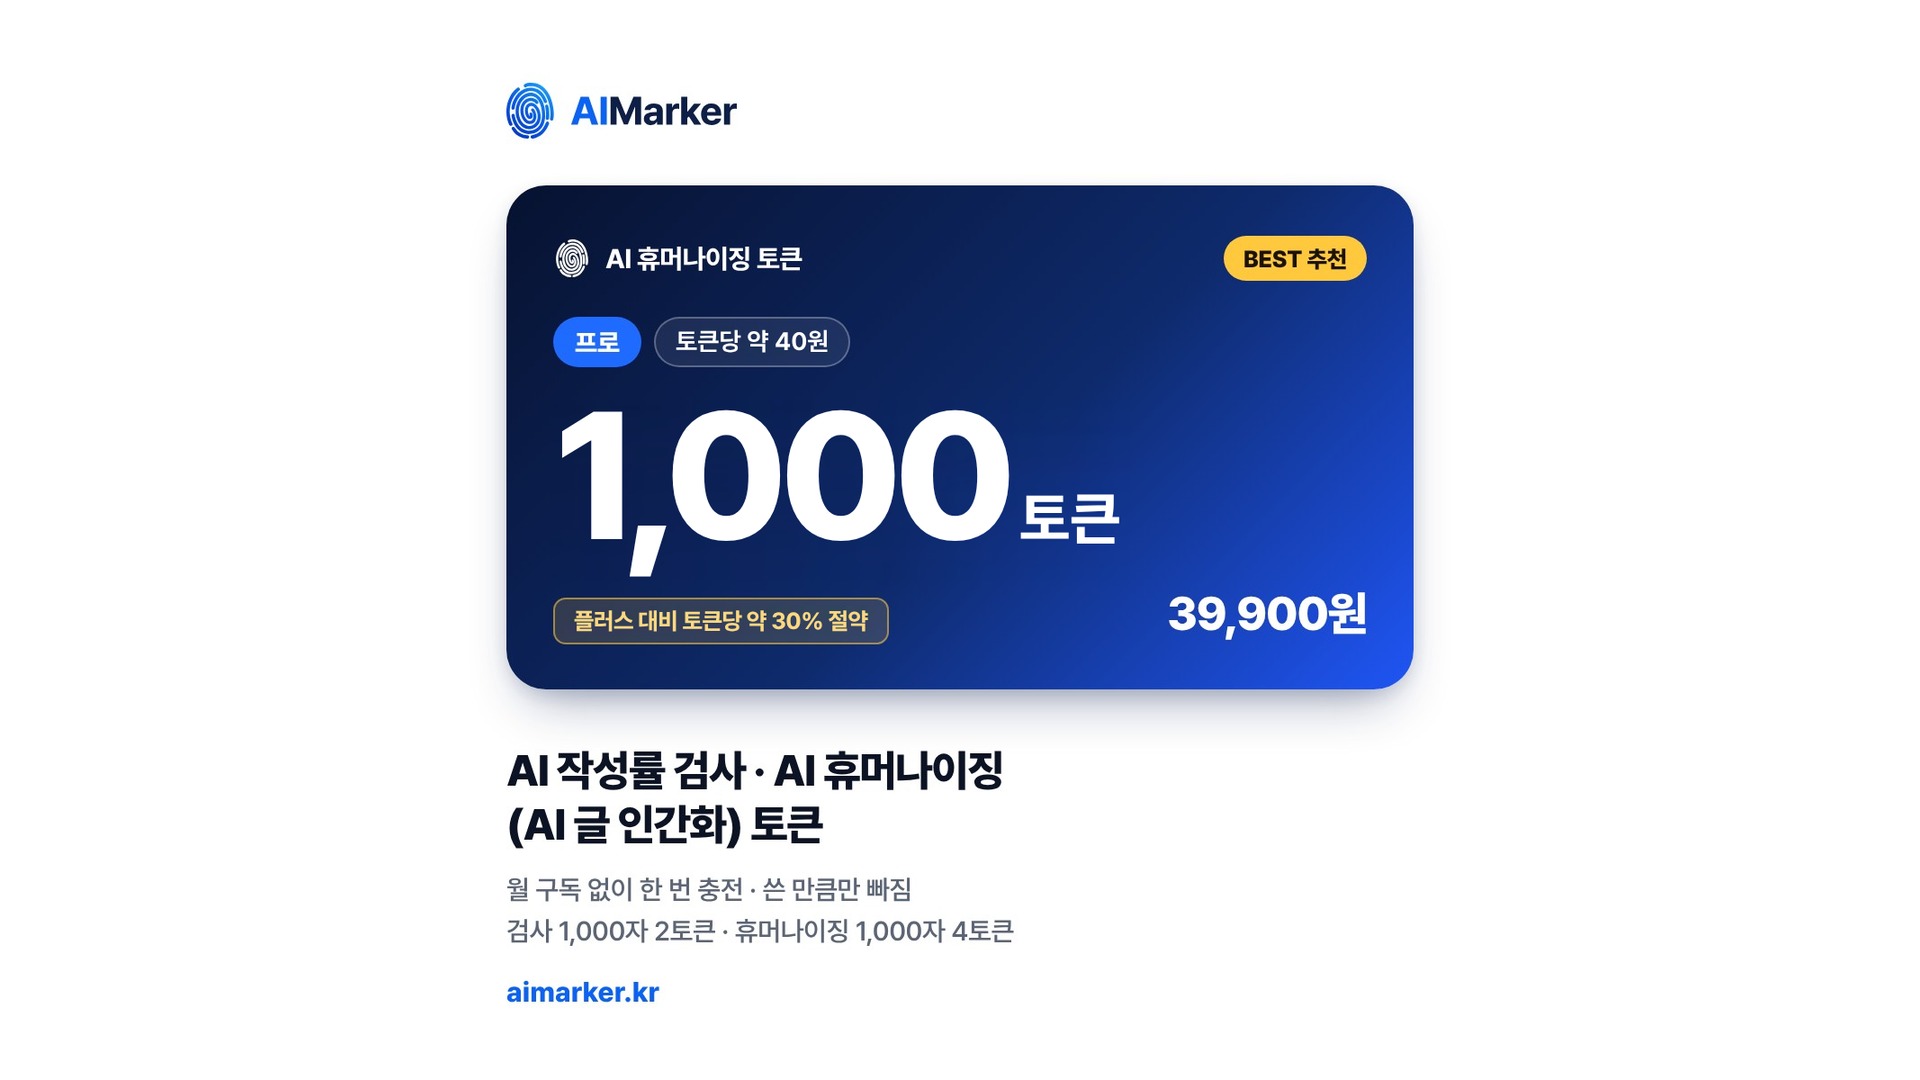 AIMarker
AI 휴머나이징 토큰
BEST 추천
프로
토큰당 약 40원
1,000 토큰
플러스 대비 토큰당 약 30% 절약
39,900원
AI 작성률 검사 · AI 휴머나이징
(AI 글 인간화) 토큰
월 구독 없이 한 번 충전 · 쓴 만큼만 빠짐
검사 1,000자 2토큰 · 휴머나이징 1,000자 4토큰
aimarker.kr